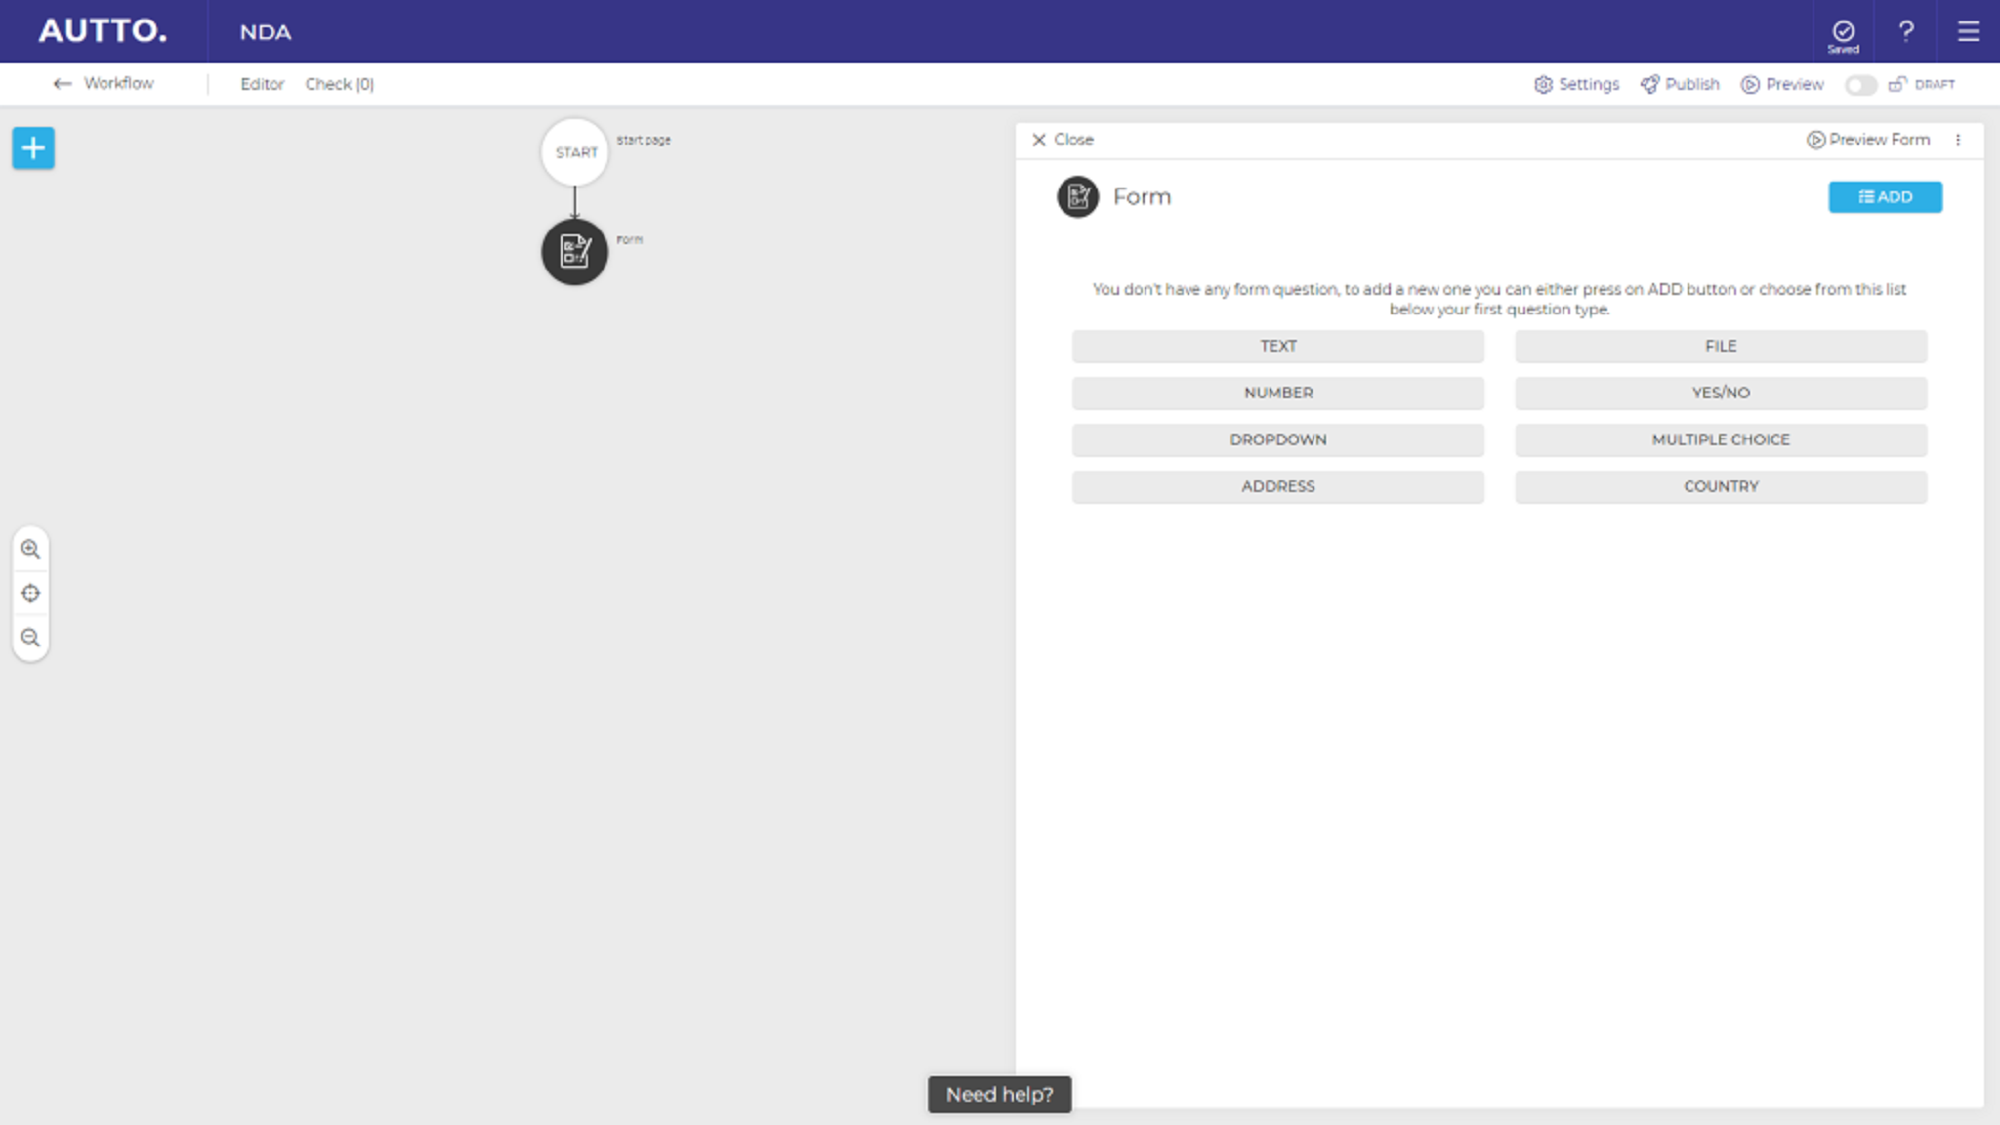 AUTTO.
NDA
Saved
?
Workflow
Editor
Check (0)
Settings
Publish
Preview
DRAFT
START
Start page
Form
Close
Preview Form
Form
ADD
You don't have any form question, to add a new one you can either press on ADD button or choose from this list
below your first question type.
TEXT
FILE
NUMBER
YES/NO
DROPDOWN
MULTIPLE CHOICE
ADDRESS
COUNTRY
Need help?